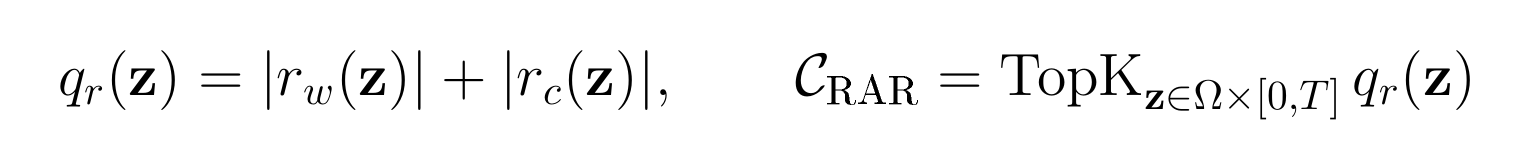 q_r(𝐳) = |r_w(𝐳)| + |r_c(𝐳)|,  𝒞_RAR = TopK_{𝐳∈Ω×[0,T]} q_r(𝐳)